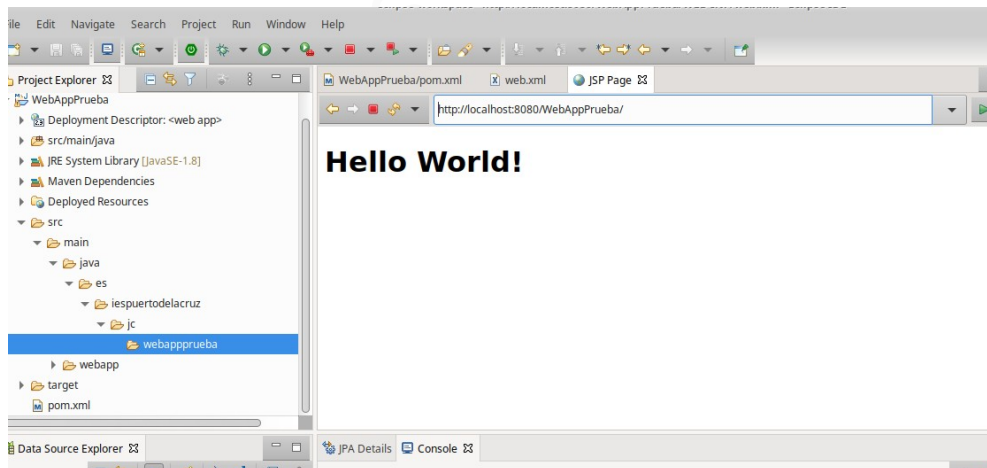 File Edit Navigate Search Project Run Window Help
Project Explorer
WebAppPrueba/pom.xml web.xml JSP Page
WebAppPrueba
http://localhost:8080/WebAppPrueba/
Deployment Descriptor: <web app>
src/main/java
JRE System Library [JavaSE-1.8]
Maven Dependencies
Deployed Resources
src
main
java
es
iespuertodelacruz
jc
webappprueba
webapp
target
pom.xml
Hello World!
Data Source Explorer
JPA Details Console